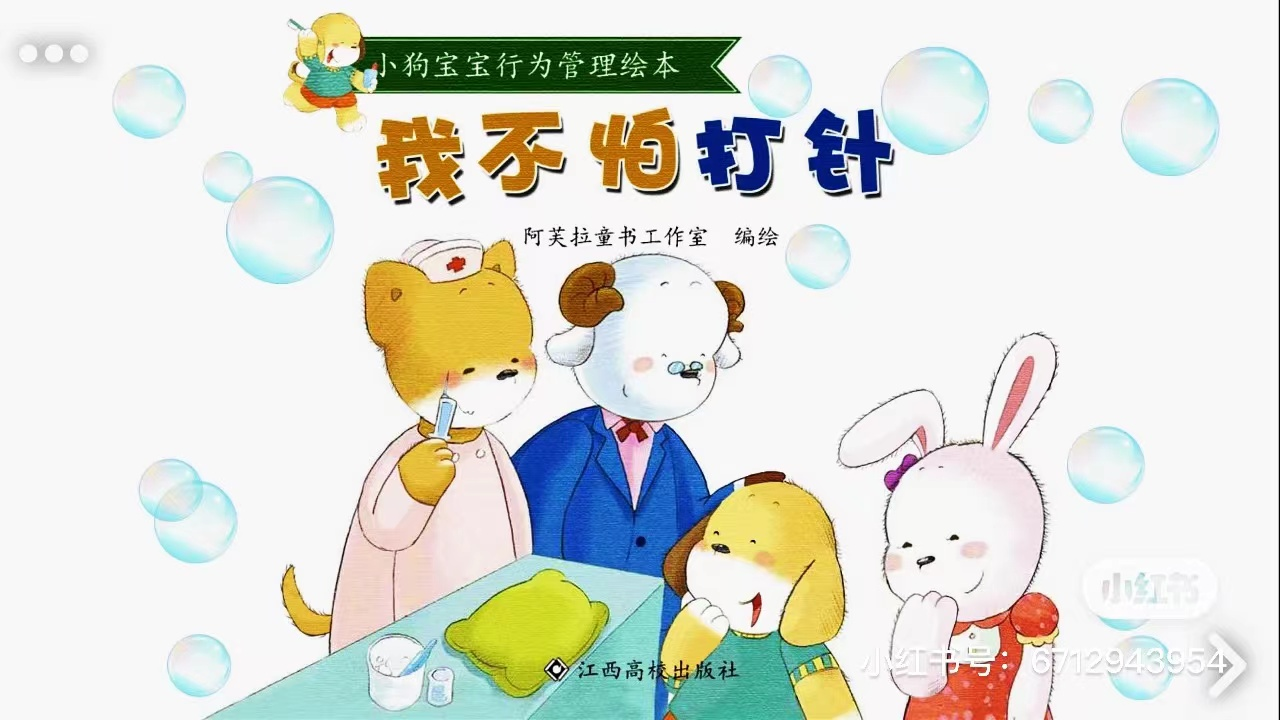 小狗宝宝行为管理绘本
我不怕打针
阿芙拉童书工作室 编绘
江西高校出版社
小红书
小红书号：6712943954